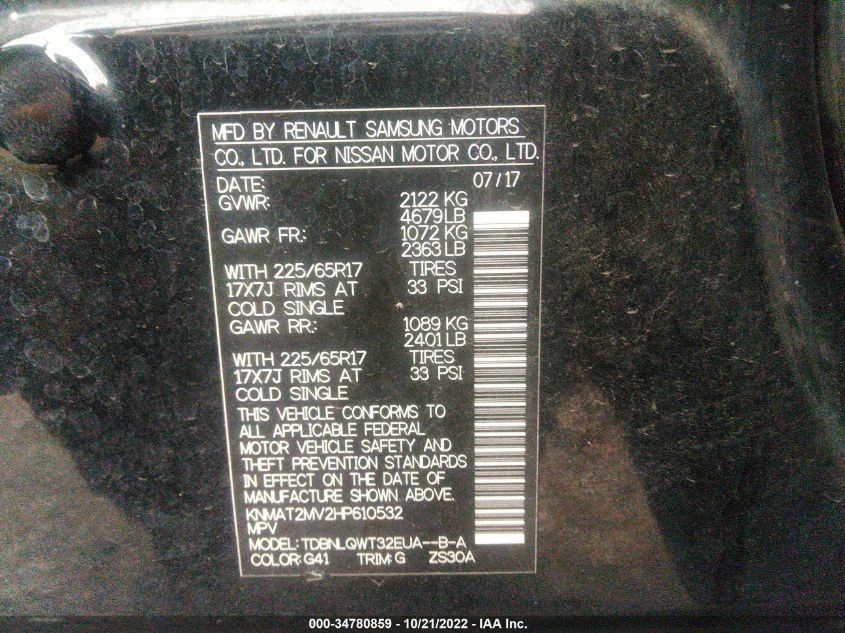 MFD BY RENAULT SAMSUNG MOTORS
CO., LTD. FOR NISSAN MOTOR CO., LTD.
DATE: 07/17
GVWR: 2122 KG
4679LB
GAWR FR.: 1072 KG
2363 LB
WITH 225/65R17 TIRES
17X7J RIMS AT 33 PSI
COLD SINGLE
GAWR RR.: 1089 KG
2401 LB
WITH 225/65R17 TIRES
17X7J RIMS AT 33 PSI
COLD SINGLE
THIS VEHICLE CONFORMS TO
ALL APPLICABLE FEDERAL
MOTOR VEHICLE SAFETY AND
THEFT PREVENTION STANDARDS
IN EFFECT ON THE DATE OF
MANUFACTURE SHOWN ABOVE.
KNMAT2MV2HP610532
MPV
MODEL: TDBNLQWT32EUA--B-A
COLOR: G41 TRIM: G ZS30A
000-34780859 - 10/21/2022 - IAA Inc.